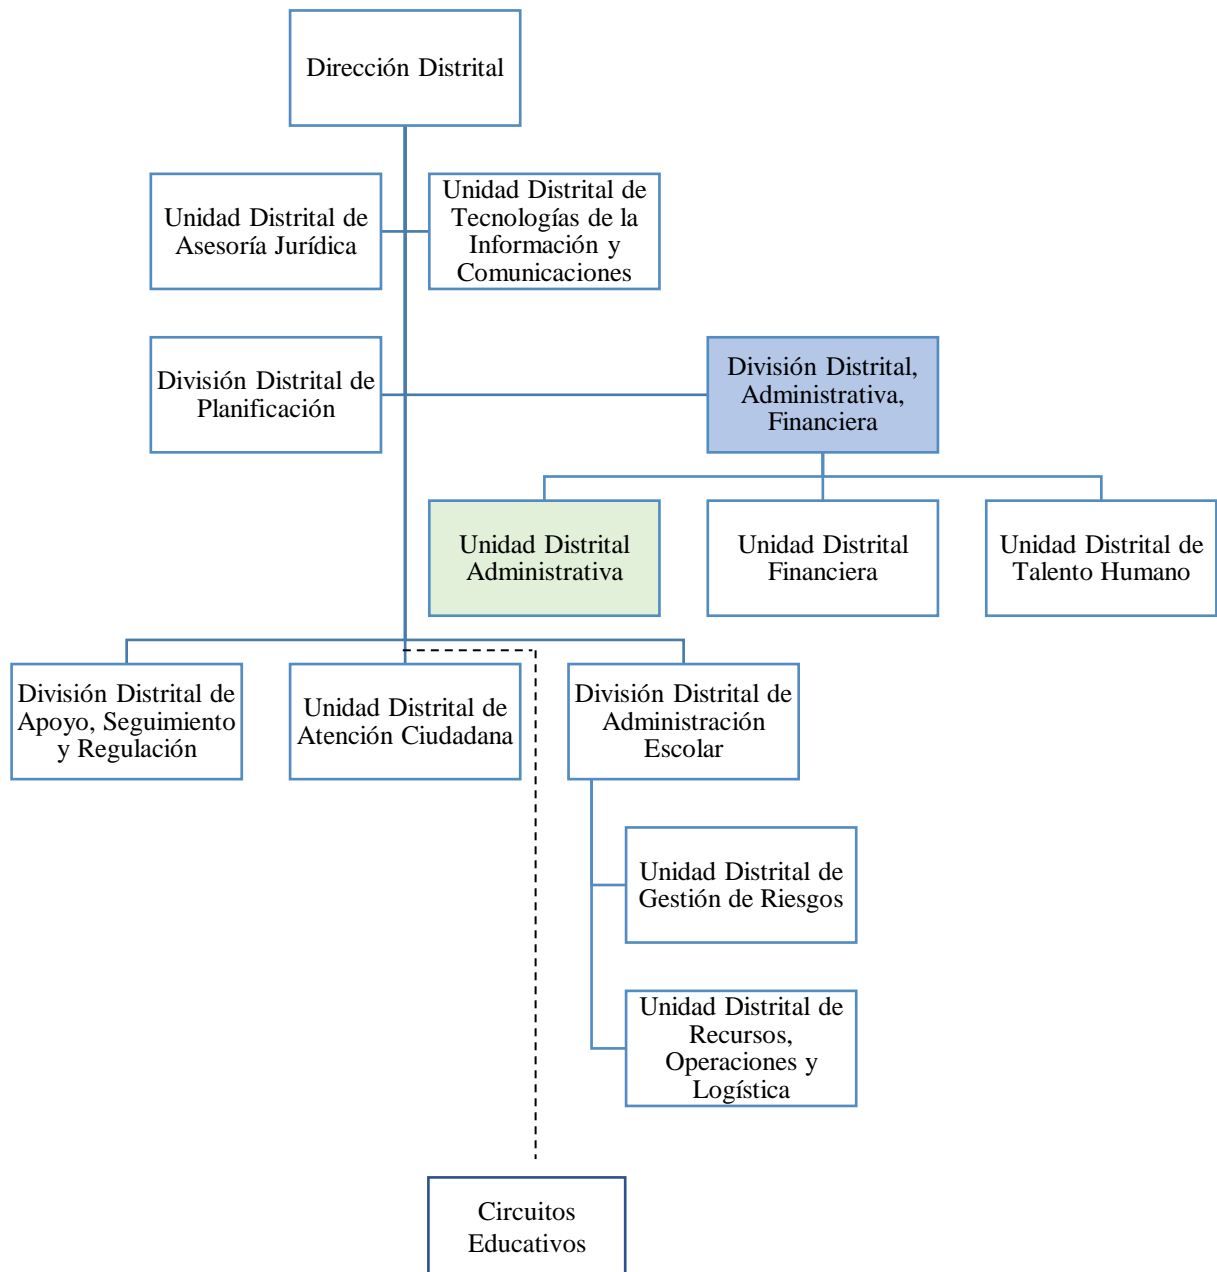 Dirección Distrital
Unidad Distrital de
Asesoría Jurídica
Unidad Distrital de
Tecnologías de la
Información y
Comunicaciones
División Distrital de
Planificación
División Distrital,
Administrativa,
Financiera
Unidad Distrital
Administrativa
Unidad Distrital
Financiera
Unidad Distrital de
Talento Humano
División Distrital de
Apoyo, Seguimiento
y Regulación
Unidad Distrital de
Atención Ciudadana
División Distrital de
Administración
Escolar
Unidad Distrital de
Gestión de Riesgos
Unidad Distrital de
Recursos,
Operaciones y
Logística
Circuitos
Educativos